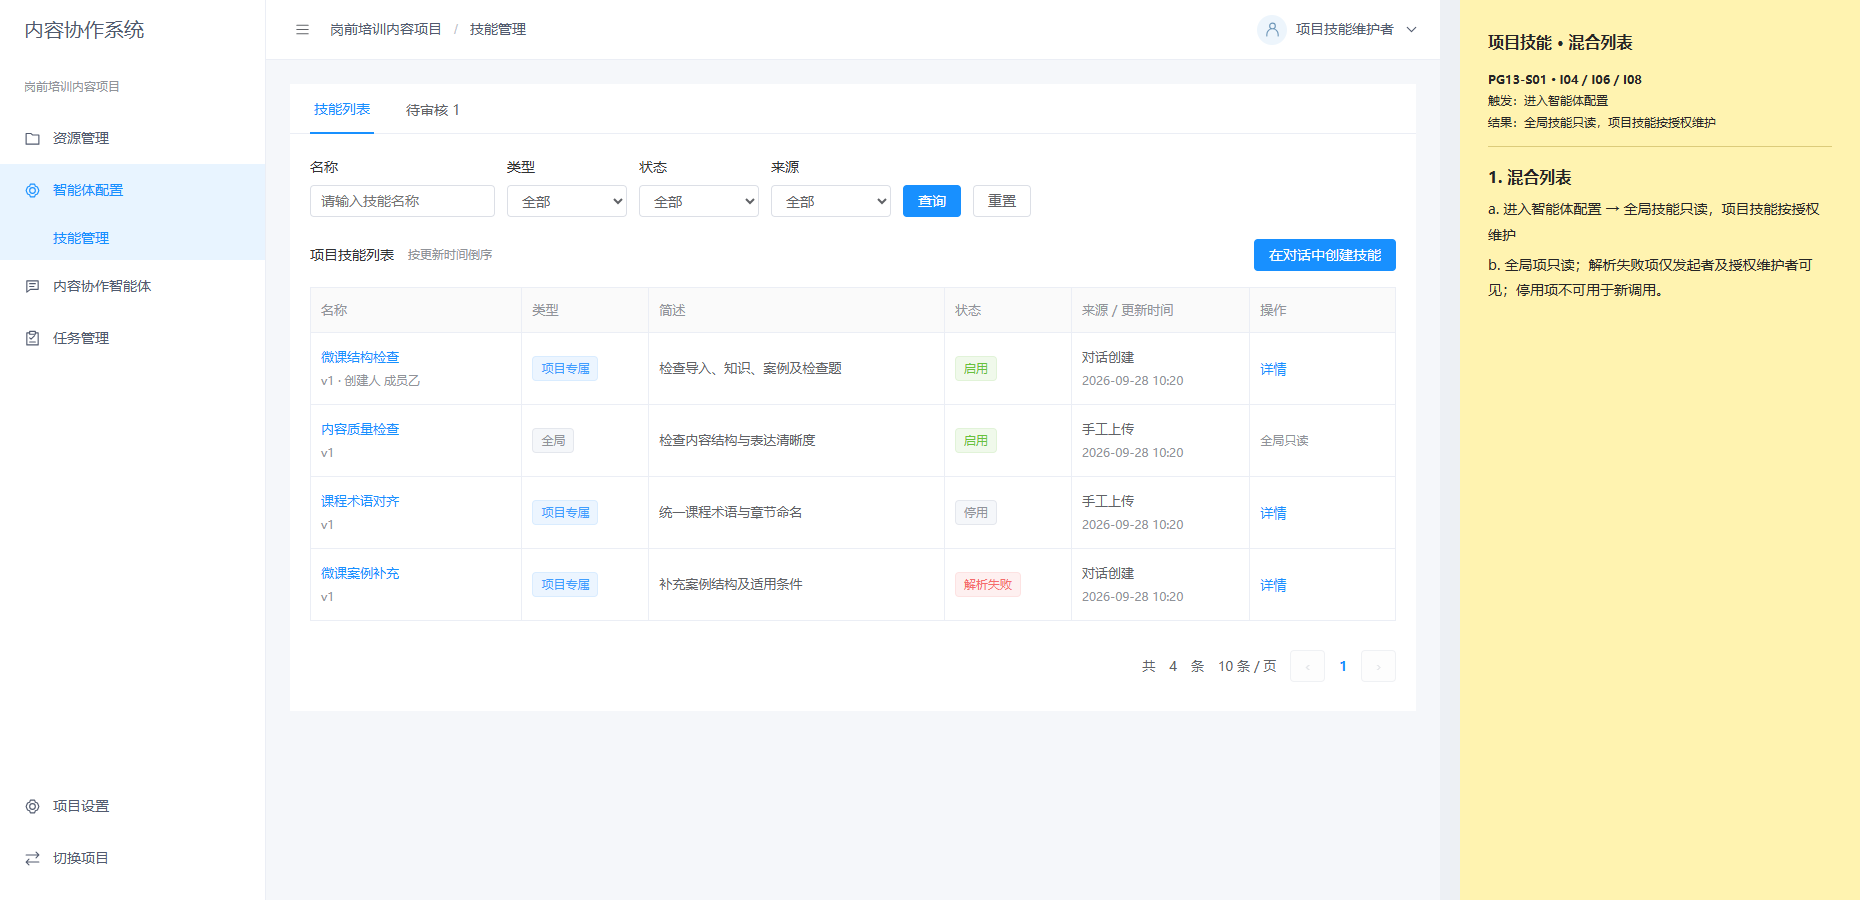 内容协作系统
岗前培训内容项目
资源管理
智能体配置
技能管理
内容协作智能体
任务管理
项目设置
切换项目
岗前培训内容项目 / 技能管理
项目技能维护者
技能列表 待审核 1
名称 类型 状态 来源
请输入技能名称 全部 全部 全部 查询 重置
项目技能列表 按更新时间倒序 在对话中创建技能
名称 类型 简述 状态 来源 / 更新时间 操作
微课结构检查 项目专属 检查导入、知识、案例及检查题 启用 对话创建 详情
v1 · 创建人 成员乙 2026-09-28 10:20
内容质量检查 全局 检查内容结构与表达清晰度 启用 手工上传 全局只读
v1 2026-09-28 10:20
课程术语对齐 项目专属 统一课程术语与章节命名 停用 手工上传 详情
v1 2026-09-28 10:20
微课案例补充 项目专属 补充案例结构及适用条件 解析失败 对话创建 详情
v1 2026-09-28 10:20
共 4 条 10 条 / 页 ‹ 1 ›
项目技能 • 混合列表
PG13-S01 • I04 / I06 / I08
触发：进入智能体配置
结果：全局技能只读，项目技能按授权维护
1. 混合列表
a. 进入智能体配置 → 全局技能只读，项目技能按授权
维护
b. 全局项只读；解析失败项仅发起者及授权维护者可
见；停用项不可用于新调用。